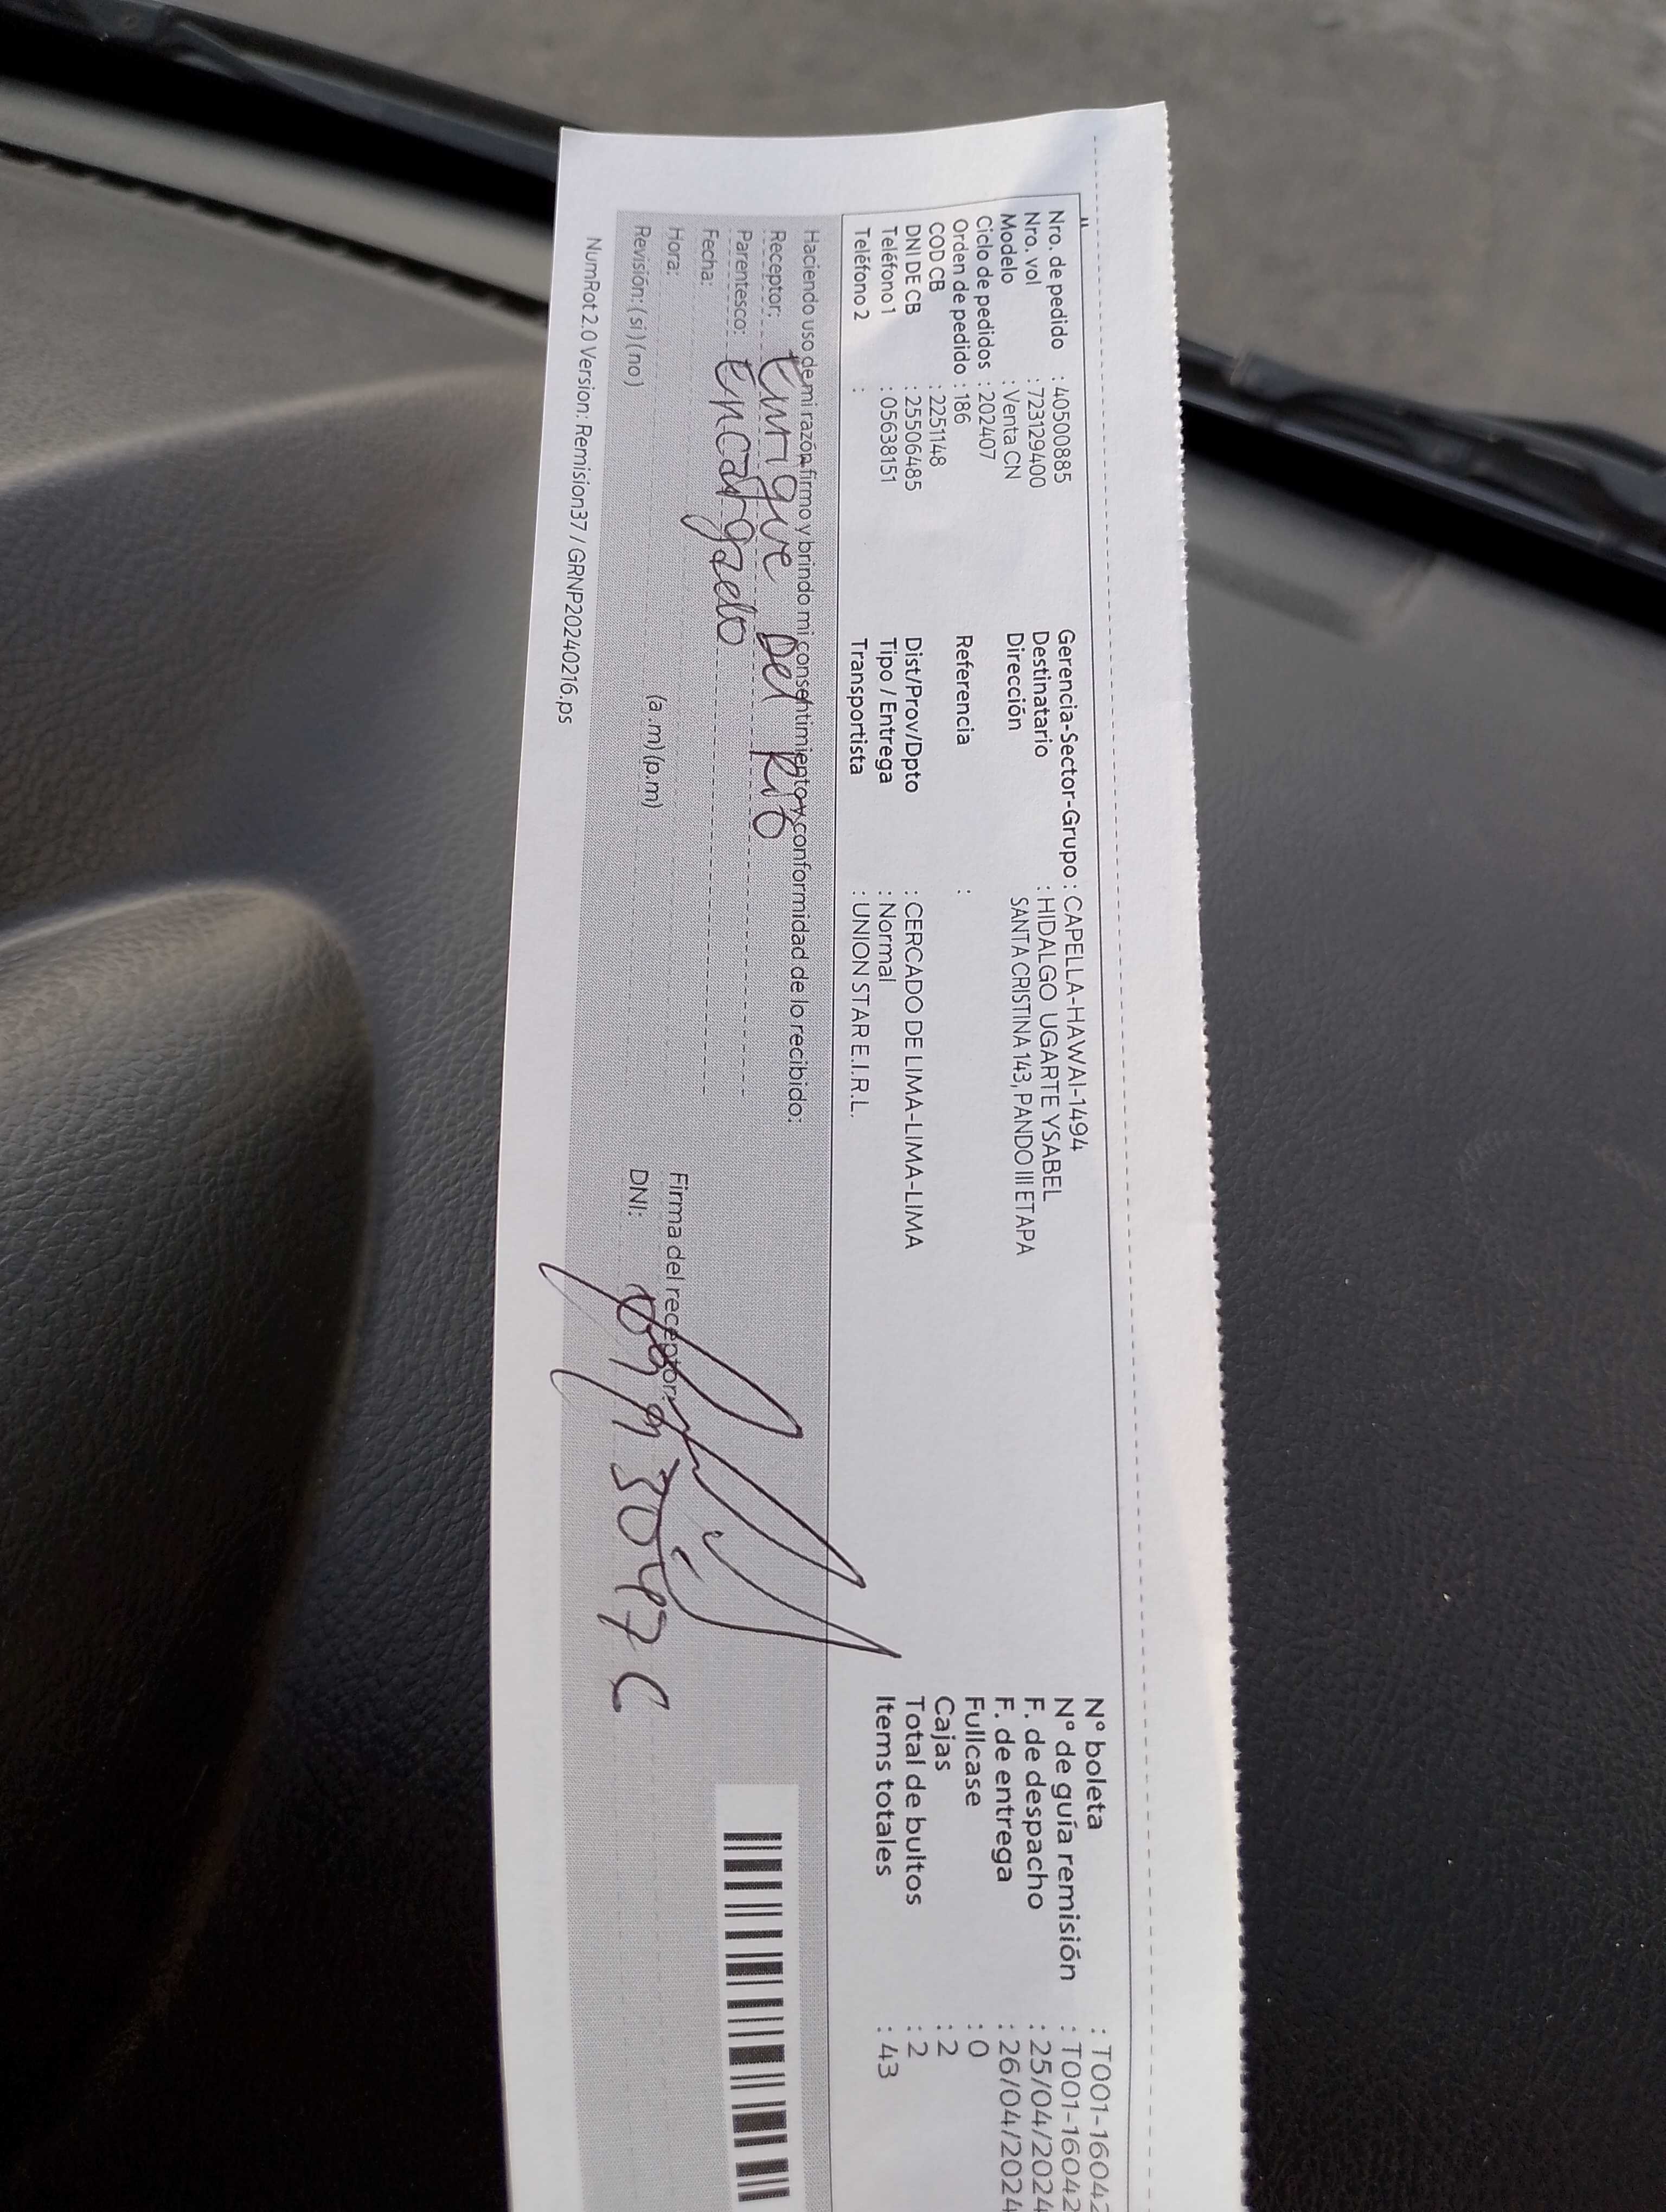 Nro. de pedido : 40500885
Nro. vol : 723129400
Modelo : Venta CN
Ciclo de pedidos : 202407
Orden de pedido : 186
COD CB : 2251148
DNI DE CB : 25506485
Teléfono 1 : 05638151
Teléfono 2 :
Gerencia-Sector-Grupo : CAPELLA-HAWAI-1494
Destinatario : HIDALGO UGARTE YSABEL
Dirección SANTA CRISTINA 143, PANDO III ETAPA
Referencia :
Dist/Prov/Dpto : CERCADO DE LIMA-LIMA-LIMA
Tipo / Entrega : Normal
Transportista : UNION STAR E.I.R.L.
N° boleta : T001-16042
N° de guía remisión : T001-16042
F. de despacho : 25/04/2024
F. de entrega : 26/04/2024
Fullcase : 0
Cajas : 2
Total de bultos : 2
Items totales : 43
Haciendo uso de mi razón firmo y brindo mi consentimiento y conformidad de lo recibido:
Receptor: Enrique Del Rio
Parentesco: Encargado
Fecha:
Hora: (a.m) (p.m)
Revisión: (si) (no)
Firma del receptor:
DNI:
NumRot 2.0 Version: Remision37 / GRNP20240216.ps